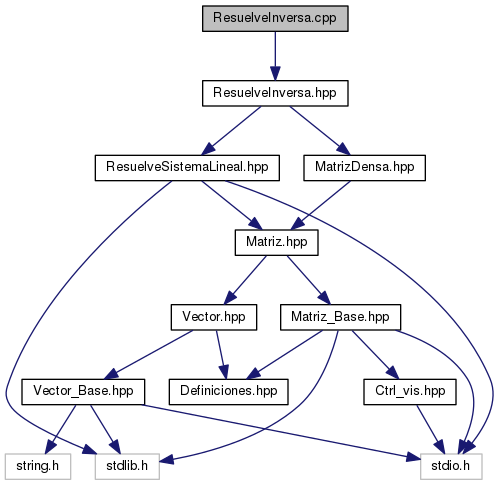 ResuelveInversa.cpp
ResuelveInversa.hpp
ResuelveSistemaLineal.hpp
MatrizDensa.hpp
Matriz.hpp
Vector.hpp
Matriz_Base.hpp
Vector_Base.hpp
Definiciones.hpp
Ctrl_vis.hpp
string.h
stdlib.h
stdio.h